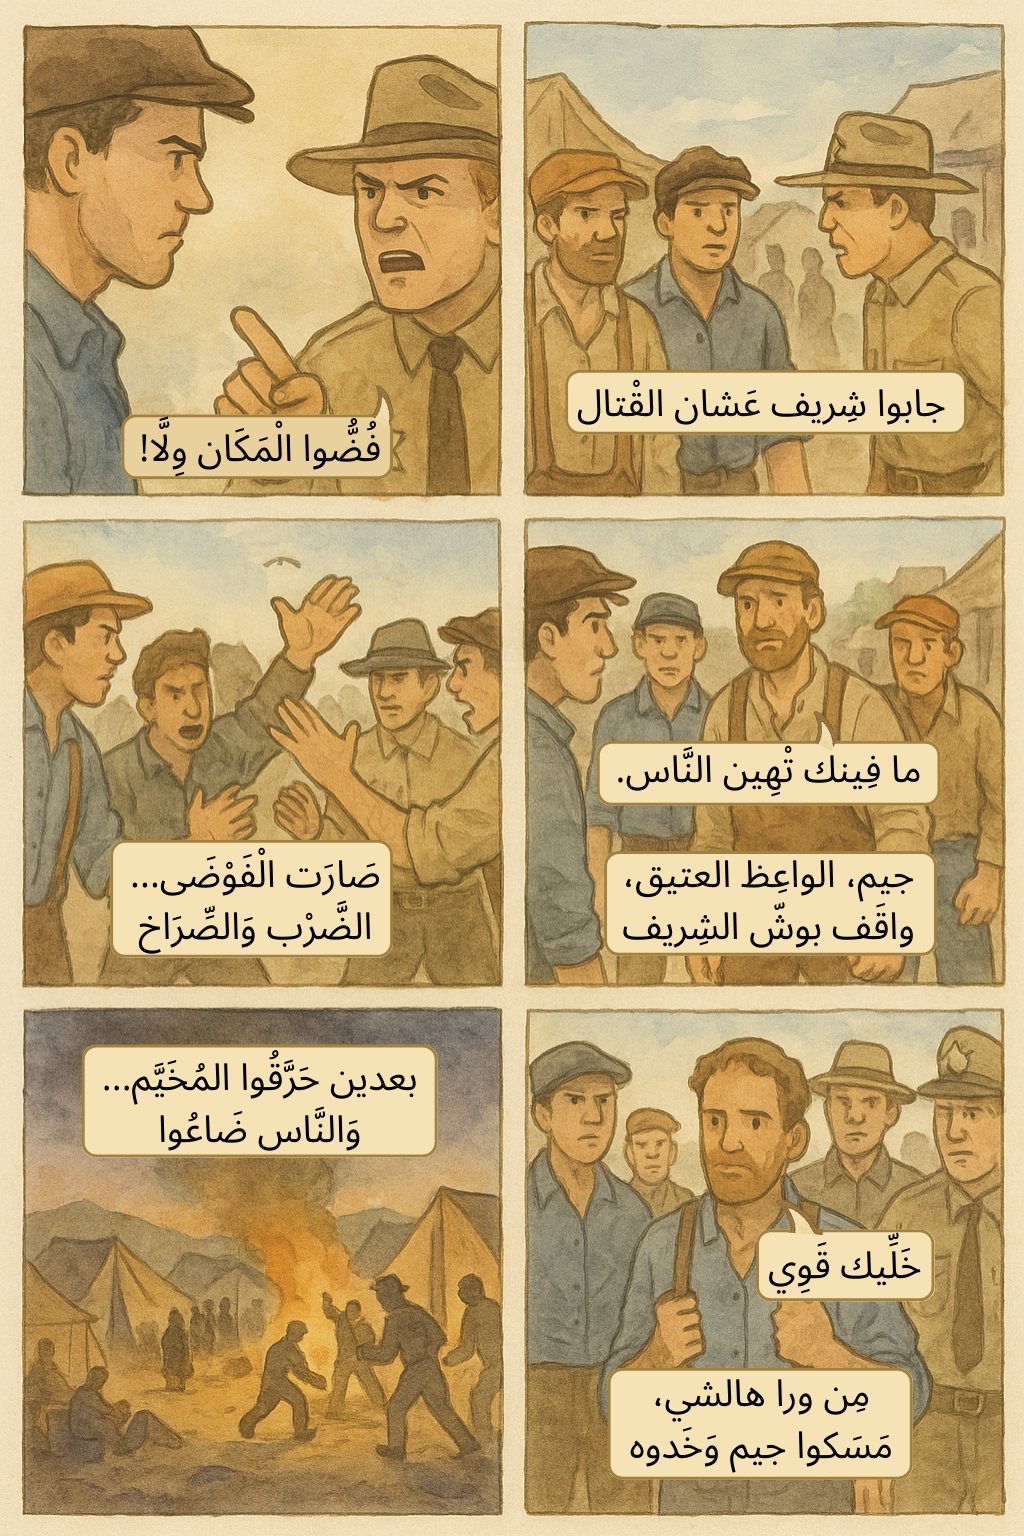 فُضُّوا الْمَكَان وِلَّا!
جابوا شِريف عَشان القْتال
صَارَت الْفَوْضَى...
الضَّرْب وَالصِّرَاخ
ما فِينك تْهِين النَّاس.
جيم، الواعِظ العتيق،
واقَف بوشّ الشِريف
بعدين حَرَّقُوا المُخَيَّم...
وَالنَّاس ضَاعُوا
خَلِّيك قَوِي
مِن ورا هالشي،
مَسَكوا جيم وَخَدوه